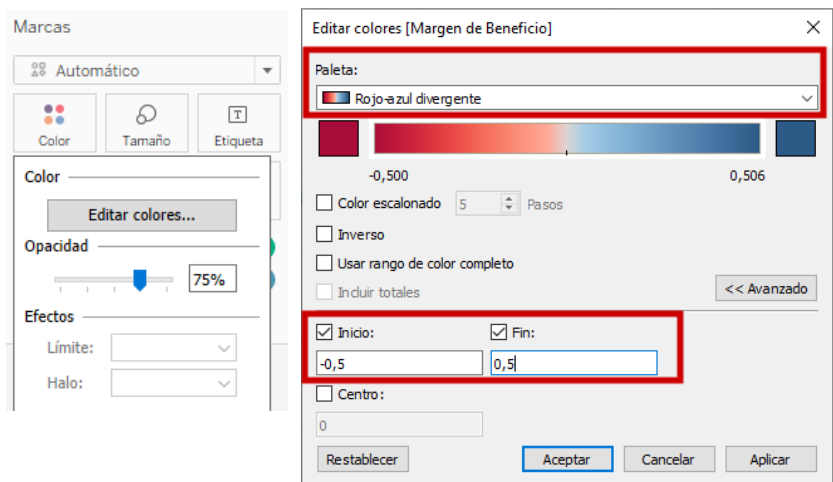 Marcas
Automático
Color Tamaño Etiqueta
Color
Editar colores...
Opacidad
75%
Efectos
Límite:
Halo:
Editar colores [Margen de Beneficio]
Paleta:
Rojo-azul divergente
-0,500 0,506
Color escalonado 5 Pasos
Inverso
Usar rango de color completo
Incluir totales << Avanzado
Inicio: Fin:
-0,5 0,5
Centro:
0
Restablecer Aceptar Cancelar Aplicar